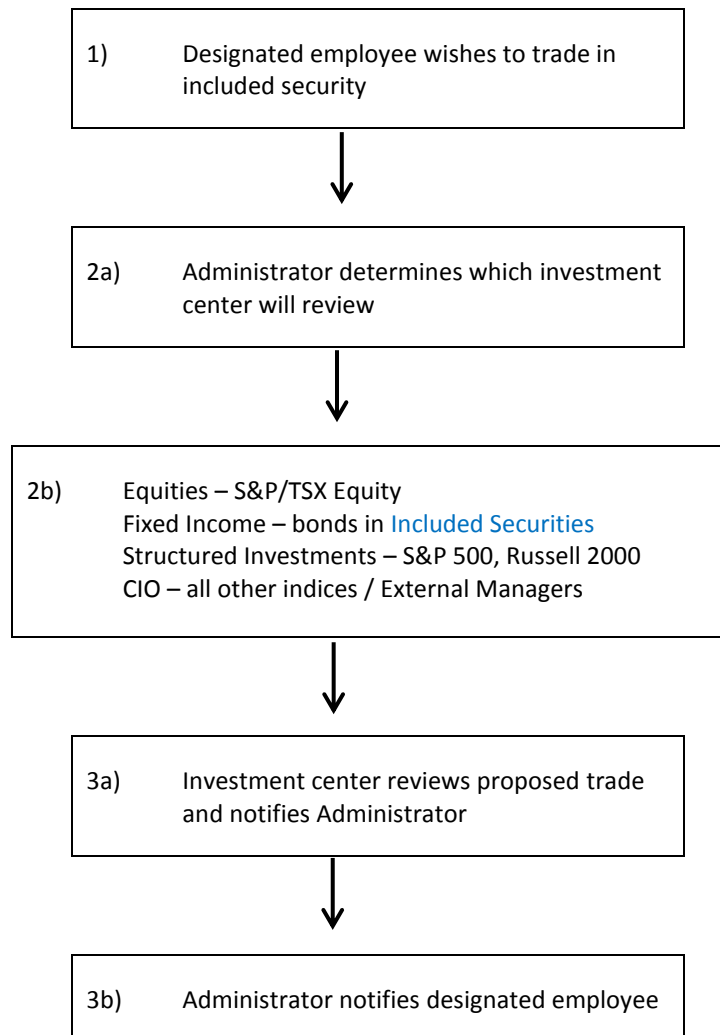 1) Designated employee wishes to trade in
included security
2a) Administrator determines which investment
center will review
2b) Equities – S&P/TSX Equity
Fixed Income – bonds in Included Securities
Structured Investments – S&P 500, Russell 2000
CIO – all other indices / External Managers
3a) Investment center reviews proposed trade
and notifies Administrator
3b) Administrator notifies designated employee